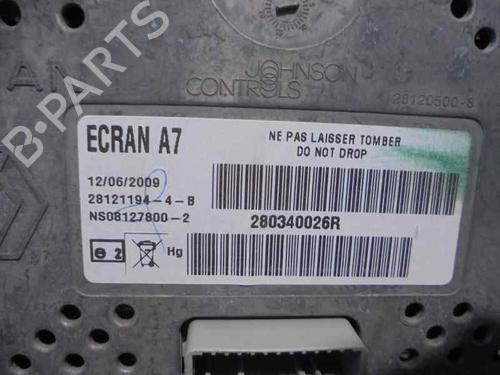 B-PARTS
JOHNSON
CONTROLS
28120500-8
AN
ECRAN A7
NE PAS LAISSER TOMBER
DO NOT DROP
12/06/2009
28121194-4-B
NS08127800-2
280340026R
2
Hg